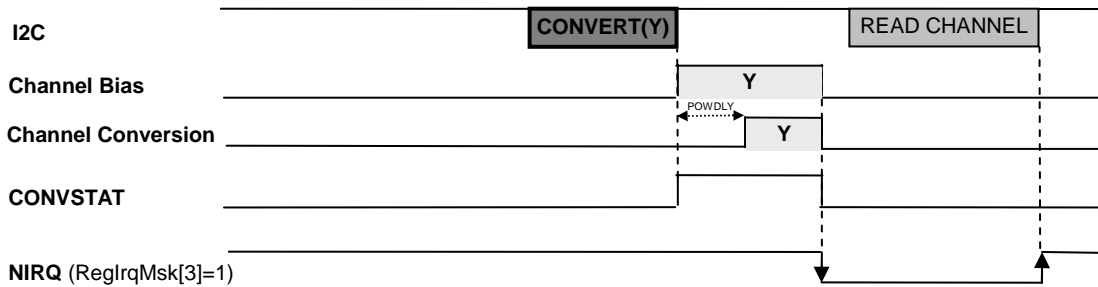 I2C CONVERT(Y) READ CHANNEL
Channel Bias Y
POWDLY
Channel Conversion Y
CONVSTAT
NIRQ (RegIrqMsk[3]=1)